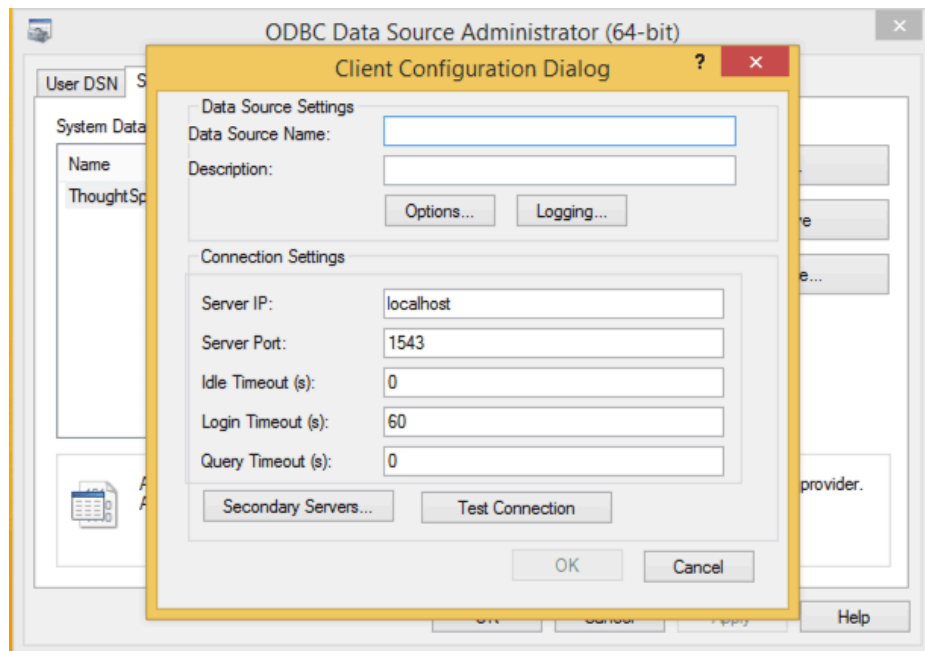 ODBC Data Source Administrator (64-bit)
Client Configuration Dialog
?
User DSN
System Data
Name
ThoughtSp
Data Source Settings
Data Source Name:
Description:
Options...
Logging...
Connection Settings
Server IP:
localhost
Server Port:
1543
Idle Timeout (s):
0
Login Timeout (s):
60
Query Timeout (s):
0
Secondary Servers...
Test Connection
OK
Cancel
provider.
Help